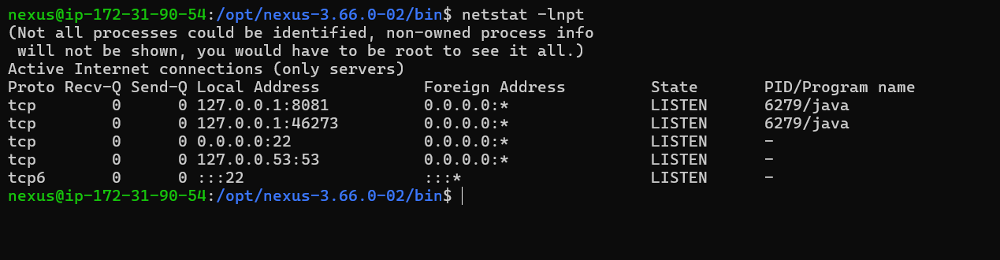 nexus@ip-172-31-90-54:/opt/nexus-3.66.0-02/bin$ netstat -lnpt
(Not all processes could be identified, non-owned process info
 will not be shown, you would have to be root to see it all.)
Active Internet connections (only servers)
Proto Recv-Q Send-Q Local Address           Foreign Address         State       PID/Program name
tcp        0      0 127.0.0.1:8081          0.0.0.0:*               LISTEN      6279/java
tcp        0      0 127.0.0.1:46273         0.0.0.0:*               LISTEN      6279/java
tcp        0      0 0.0.0.0:22              0.0.0.0:*               LISTEN      -
tcp        0      0 127.0.0.53:53           0.0.0.0:*               LISTEN      -
tcp6       0      0 :::22                   :::*                    LISTEN      -
nexus@ip-172-31-90-54:/opt/nexus-3.66.0-02/bin$